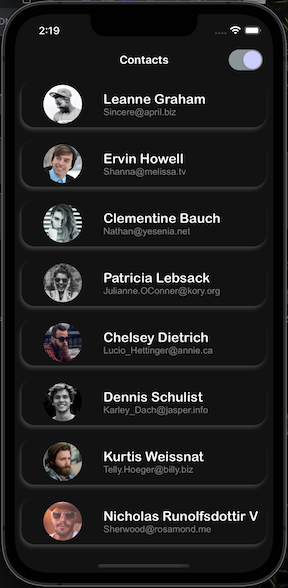 2:19
Contacts
Leanne Graham
Sincere@april.biz
Ervin Howell
Shanna@melissa.tv
Clementine Bauch
Nathan@yesenia.net
Patricia Lebsack
Julianne.OConner@kory.org
Chelsey Dietrich
Lucio_Hettinger@annie.ca
Dennis Schulist
Karley_Dach@jasper.info
Kurtis Weissnat
Telly.Hoeger@billy.biz
Nicholas Runolfsdottir V
Sherwood@rosamond.me